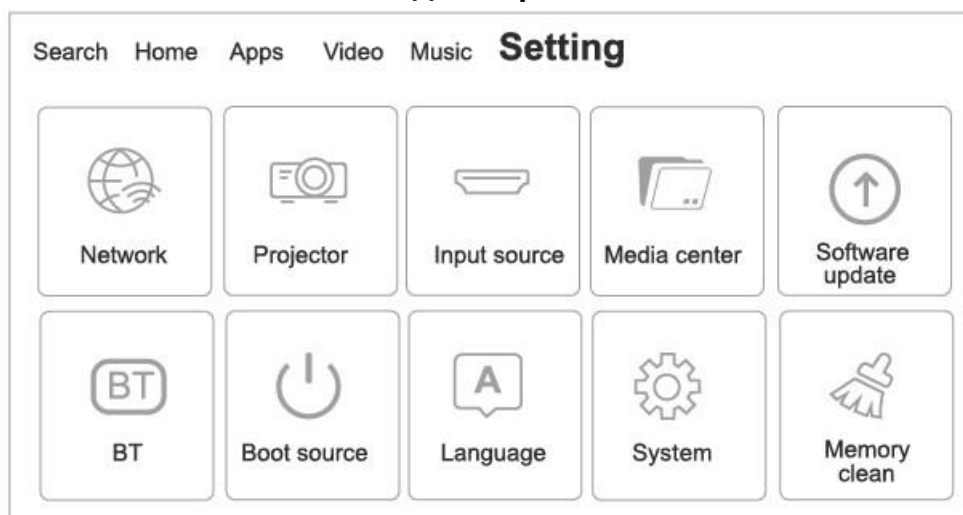 Search Home Apps Video Music Setting
Network Projector Input source Media center Software
update
BT
A
BT Boot source Language System Memory
clean